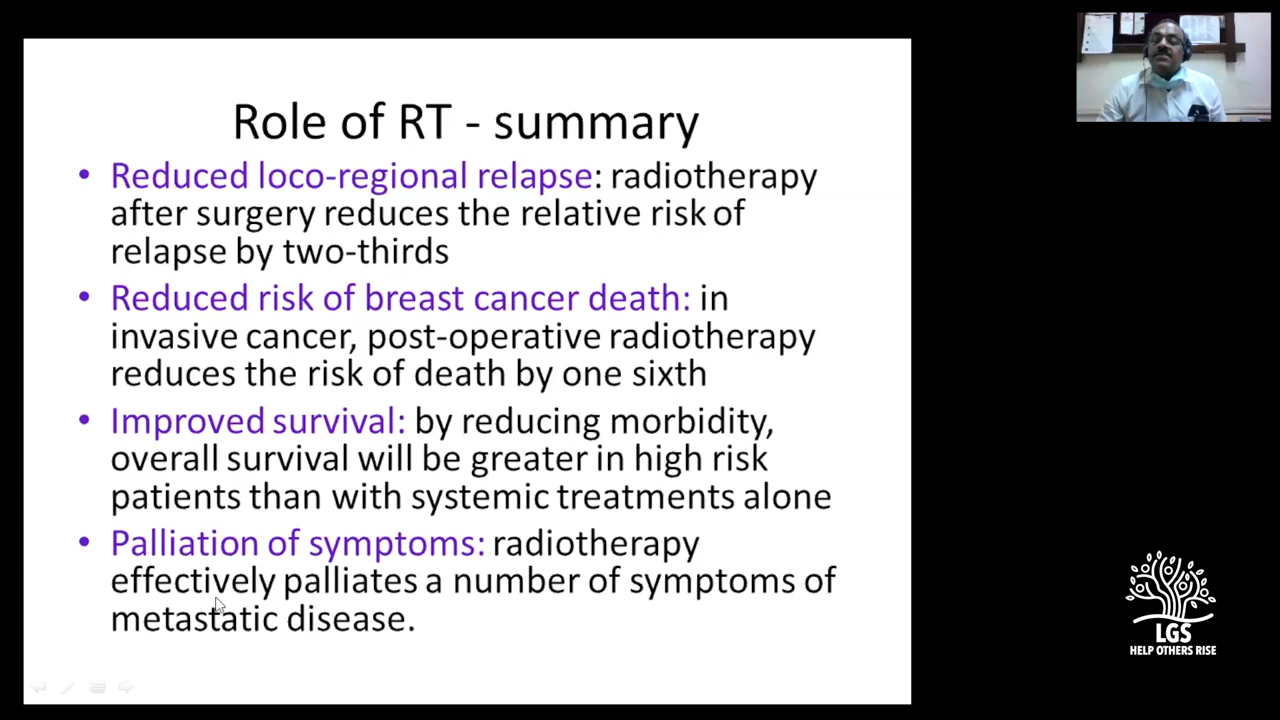 Role of RT - summary
• Reduced loco-regional relapse: radiotherapy
after surgery reduces the relative risk of
relapse by two-thirds
• Reduced risk of breast cancer death: in
invasive cancer, post-operative radiotherapy
reduces the risk of death by one sixth
• Improved survival: by reducing morbidity,
overall survival will be greater in high risk
patients than with systemic treatments alone
• Palliation of symptoms: radiotherapy
effectively palliates a number of symptoms of
metastatic disease.
LGS
HELP OTHERS RISE